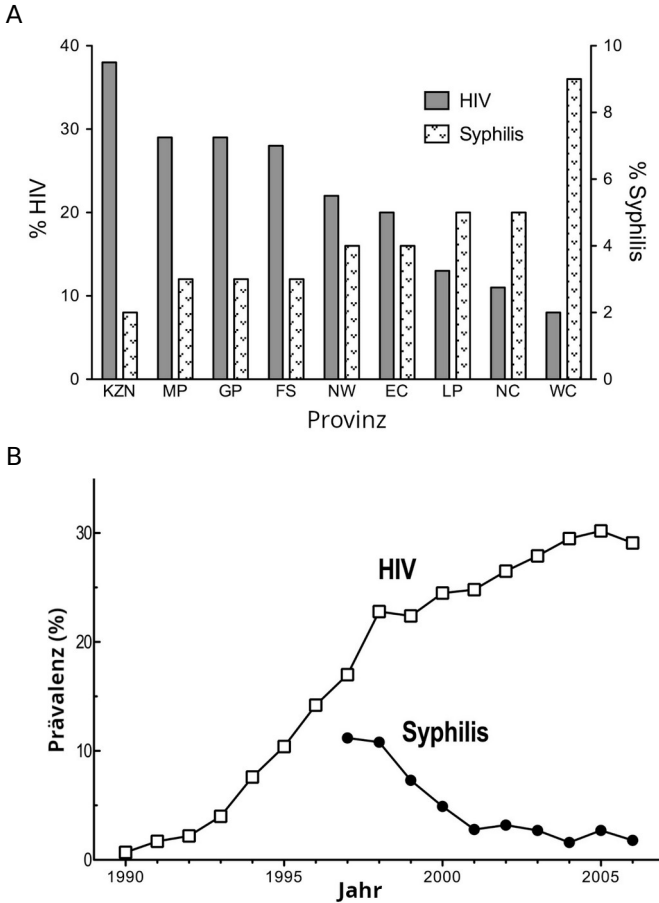 A
40
30
20
10
0
% HIV
10
8
6
4
2
0
% Syphilis
HIV
Syphilis
KZN MP GP FS NW EC LP NC WC
Provinz
B
30
20
10
0
Prävalenz (%)
HIV
Syphilis
1990 1995 2000 2005
Jahr